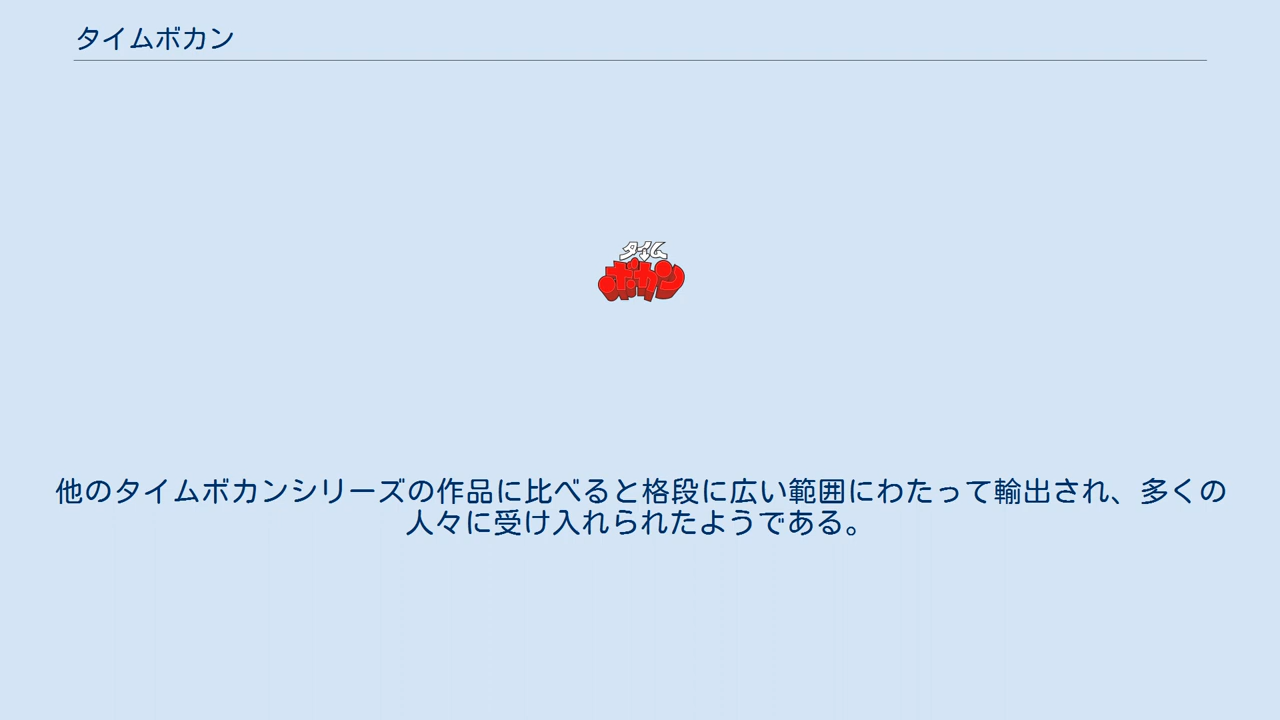 タイムボカン
タイム
ボカン
他のタイムボカンシリーズの作品に比べると格段に広い範囲にわたって輸出され、多くの
人々に受け入れられたようである。